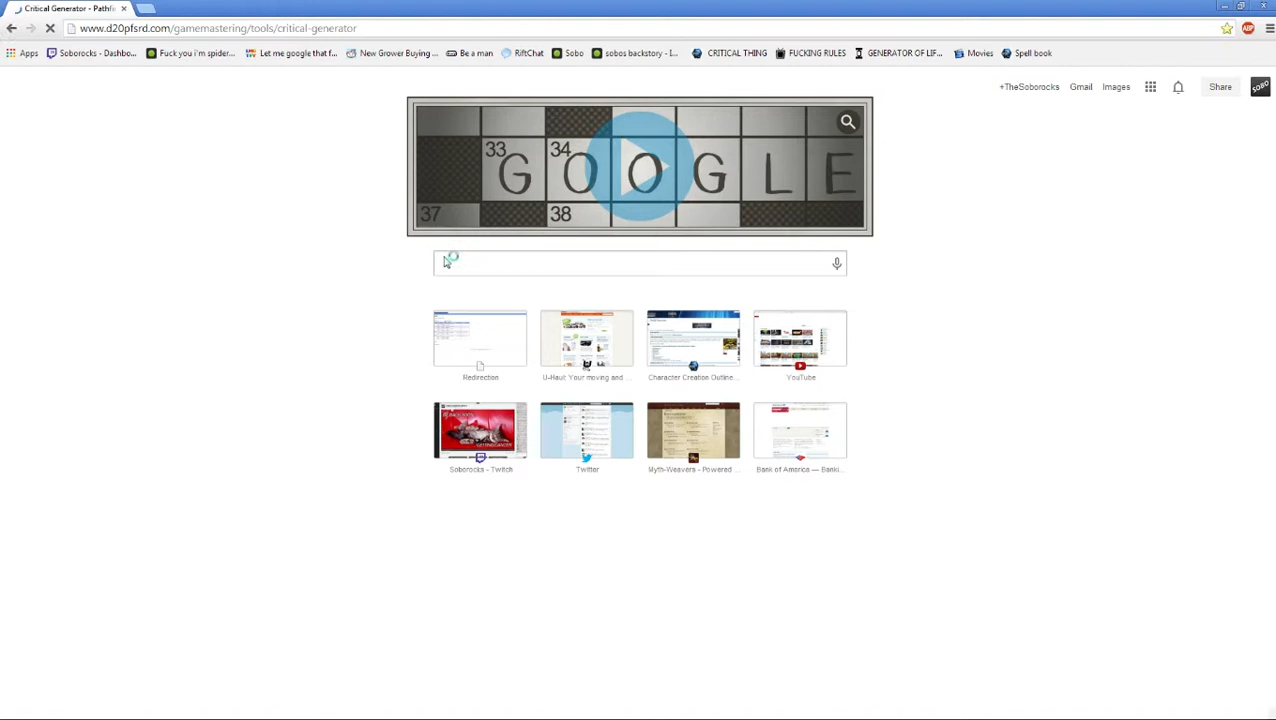 Critical Generator - Pathfi
www.d20pfsrd.com/gamemastering/tools/critical-generator
Apps Soborocks - Dashbo... Fuck you i'm spider... Let me google that f... New Grower Buying ... Be a man RiftChat Sobo sobos backstory - I... CRITICAL THING FUCKING RULES GENERATOR OF LIF... Movies Spell book
+TheSoborocks Gmail Images Share SOBO
33 34
G O O G L E
37 38
Redirection U-Haul: Your moving and ... Character Creation Outline... YouTube
Soborocks - Twitch Twitter Myth-Weavers - Powered ... Bank of America — Banki...